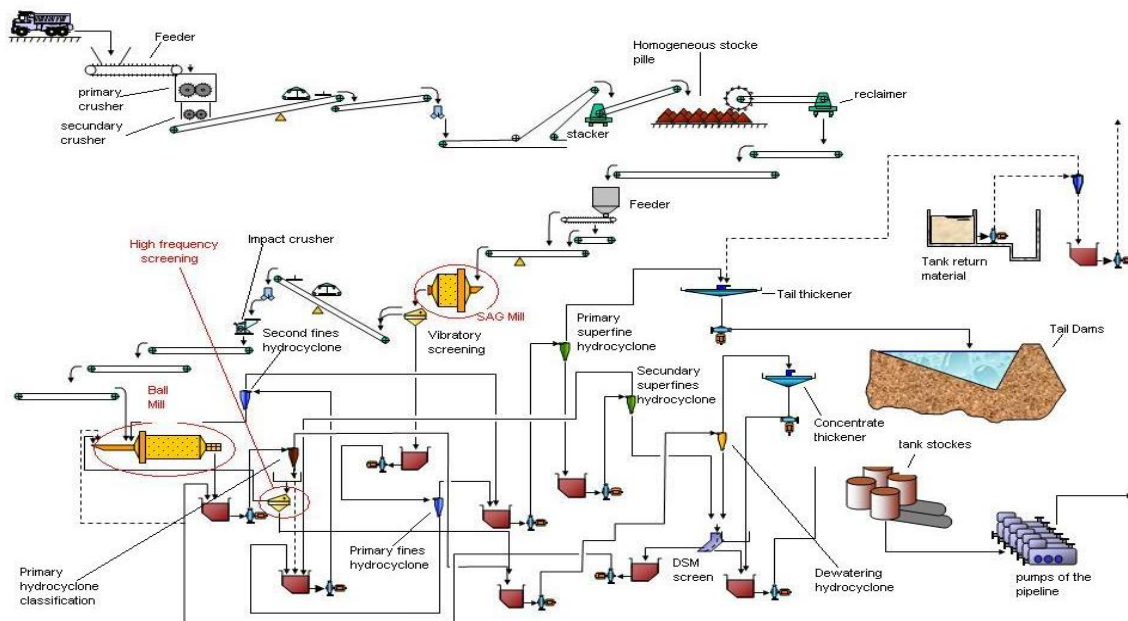 Feeder
primary
crusher
secundary
crusher
stacker
Homogeneous stocke
pille
reclaimer
Feeder
Tank return
material
High frequency
screening
Impact crusher
SAG Mill
Vibratory
screening
Second fines
hydrocyclone
Primary
superfine
hydrocyclone
Tail thickener
Tail Dams
Secundary
superfines
hydrocyclone
Ball
Mill
Concentrate
thickener
tank stockes
Primary
hydrocyclone
classification
Primary fines
hydrocyclone
DSM
screen
Dewatering
hydrocyclone
pumps of the
pipeline